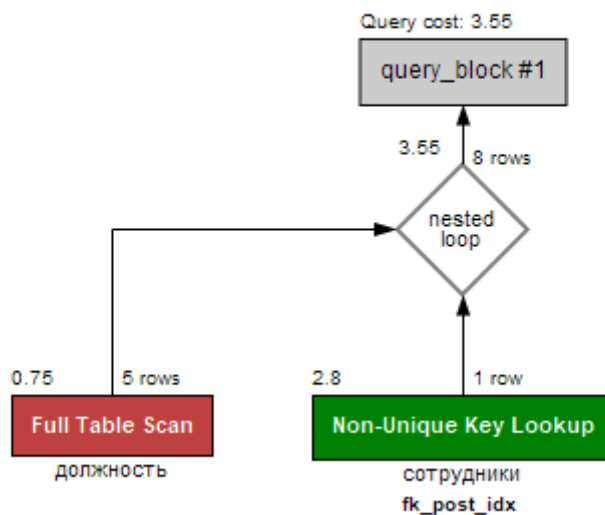 Query cost: 3.55
query_block #1
3.55
8 rows
nested
loop
0.75
5 rows
2.8
1 row
Full Table Scan
Non-Unique Key Lookup
должность
сотрудники
fk_post_idx